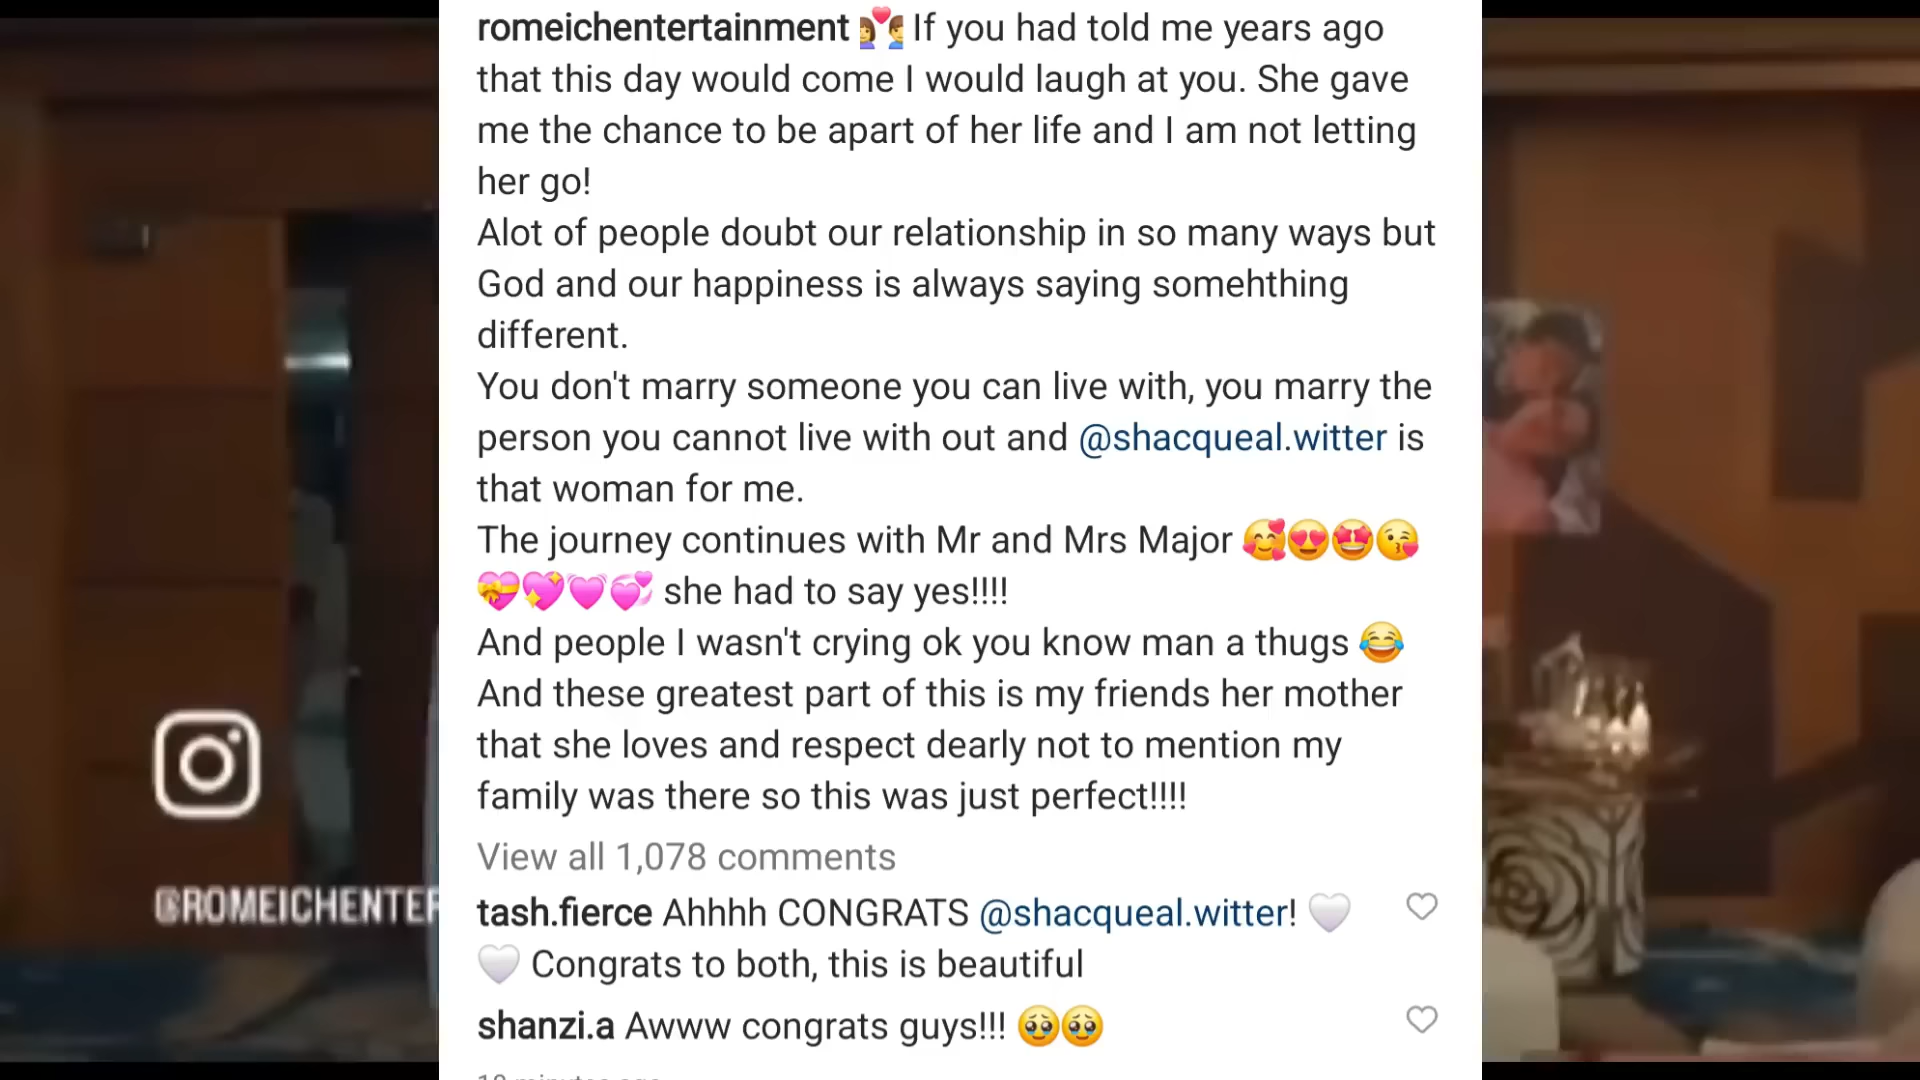 romeichentertainment 💑 If you had told me years ago
that this day would come I would laugh at you. She gave
me the chance to be apart of her life and I am not letting
her go!
Alot of people doubt our relationship in so many ways but
God and our happiness is always saying somehthing
different.
You don't marry someone you can live with, you marry the
person you cannot live with out and @shacqueal.witter is
that woman for me.
The journey continues with Mr and Mrs Major 🥰😍🤩😘
💝💖💓💞 she had to say yes!!!!
And people I wasn't crying ok you know man a thugs 😂
And these greatest part of this is my friends her mother
that she loves and respect dearly not to mention my
family was there so this was just perfect!!!!
View all 1,078 comments
tash.fierce Ahhhh CONGRATS @shacqueal.witter! 🤍
🤍 Congrats to both, this is beautiful
shanzi.a Awww congrats guys!!! 🥹🥹
@ROMEICHENTER